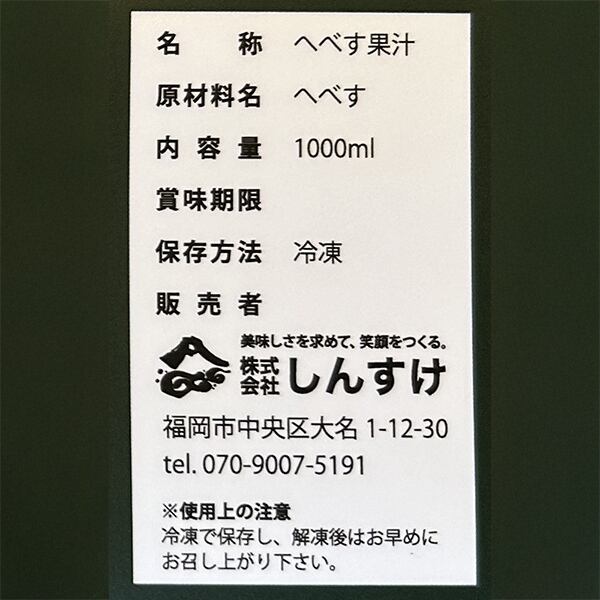 名称 へべす果汁
原材料名 へべす
内容量 1000ml
賞味期限
保存方法 冷凍
販売者
美味しさを求めて、笑顔をつくる。
株式会社 しんすけ
福岡市中央区大名 1-12-30
tel. 070-9007-5191
※使用上の注意
冷凍で保存し、解凍後はお早めに
お召し上がり下さい。